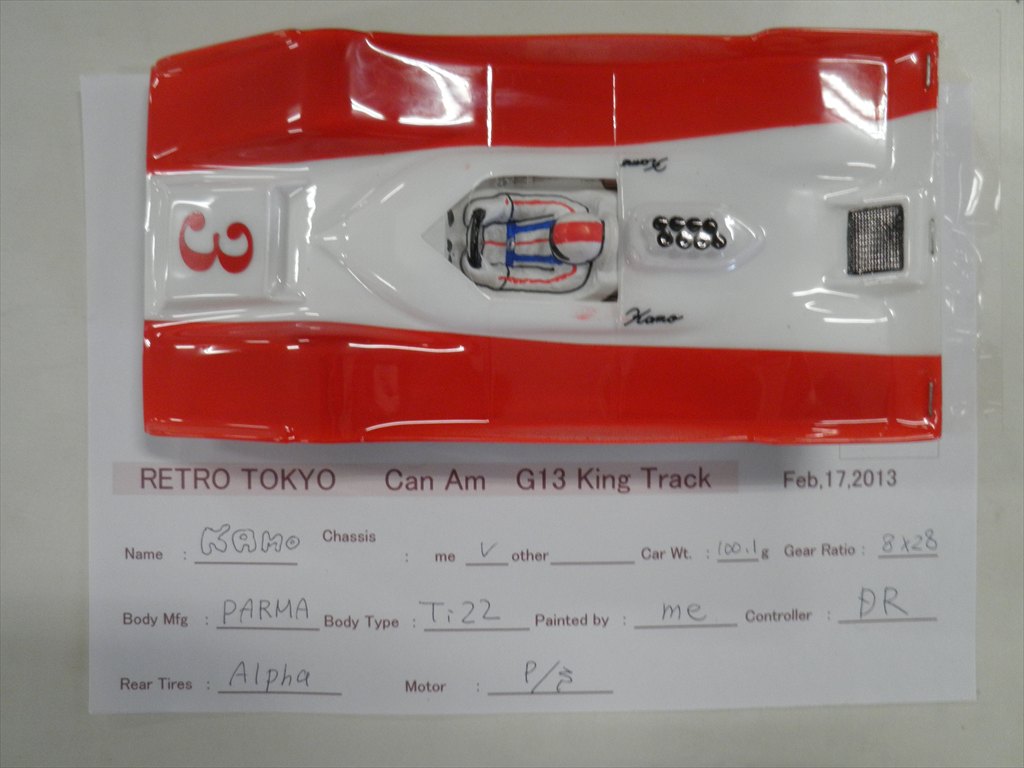 3
Kamo
Kamo
RETRO TOKYO Can Am G13 King Track Feb,17,2013
Name : KAMO Chassis : me V other Car Wt. : 100.1 g Gear Ratio : 8X28
Body Mfg : PARMA Body Type : Ti22 Painted by : me Controller : DR
Rear Tires : Alpha Motor : P/